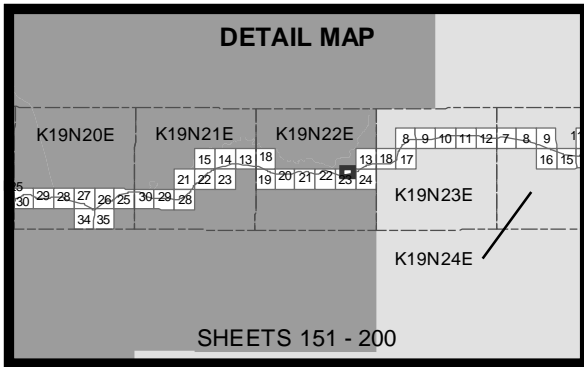 DETAIL MAP
K19N20E
K19N21E
K19N22E
8 9 10 11 12 7 8 9 11
15 14 13 18 13 18 17 16 15
21 22 23 19 20 21 22 23 24
25
30 29 28 27 26 25 30 29 28
K19N23E
34 35
K19N24E
SHEETS 151 - 200